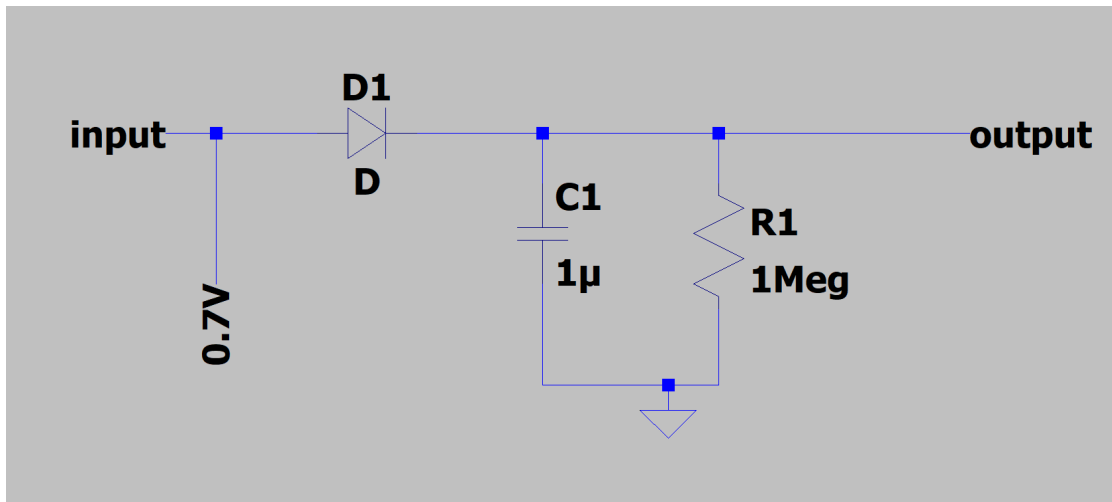 D1
input
output
D
C1
R1
1µ
1Meg
0.7V